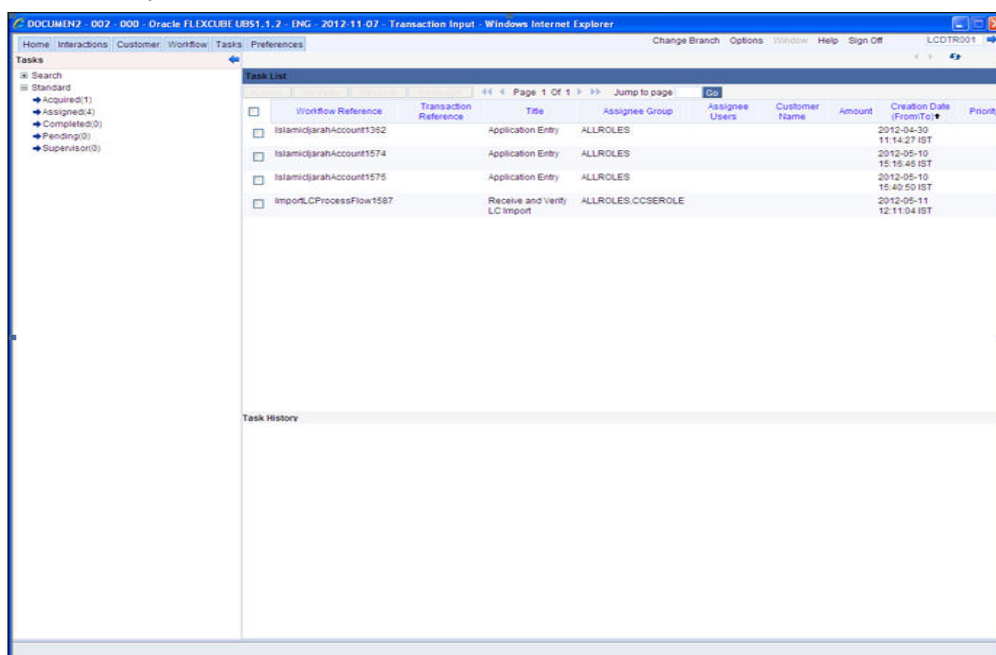 DOCUMEN2 - 002 - 000 - Oracle FLEXCUBE UBS1.1.2 - ENG - 2012-11-07 - Transaction Input - Windows Internet Explorer
Home Interactions Customer Workflow Tasks Preferences Change Branch Options Window Help Sign Off LCDTR001
Tasks
Search
Standard
Acquired(1)
Assigned(4)
Completed(0)
Pending(0)
Supervisor(0)
Task List
Page 1 Of 1 Jump to page Go
Workflow Reference Transaction Reference Title Assignee Group Assignee Users Customer Name Amount Creation Date (From\To) Priority
IslamicIjarahAccount1362 Application Entry ALLROLES 2012-04-30 11:14:27 IST
IslamicIjarahAccount1574 Application Entry ALLROLES 2012-05-10 15:16:46 IST
IslamicIjarahAccount1575 Application Entry ALLROLES 2012-05-10 15:40:50 IST
ImportLCProcessFlow1587 Receive and Verify LC Import ALLROLES,CCSEROLE 2012-05-11 12:11:04 IST
Task History